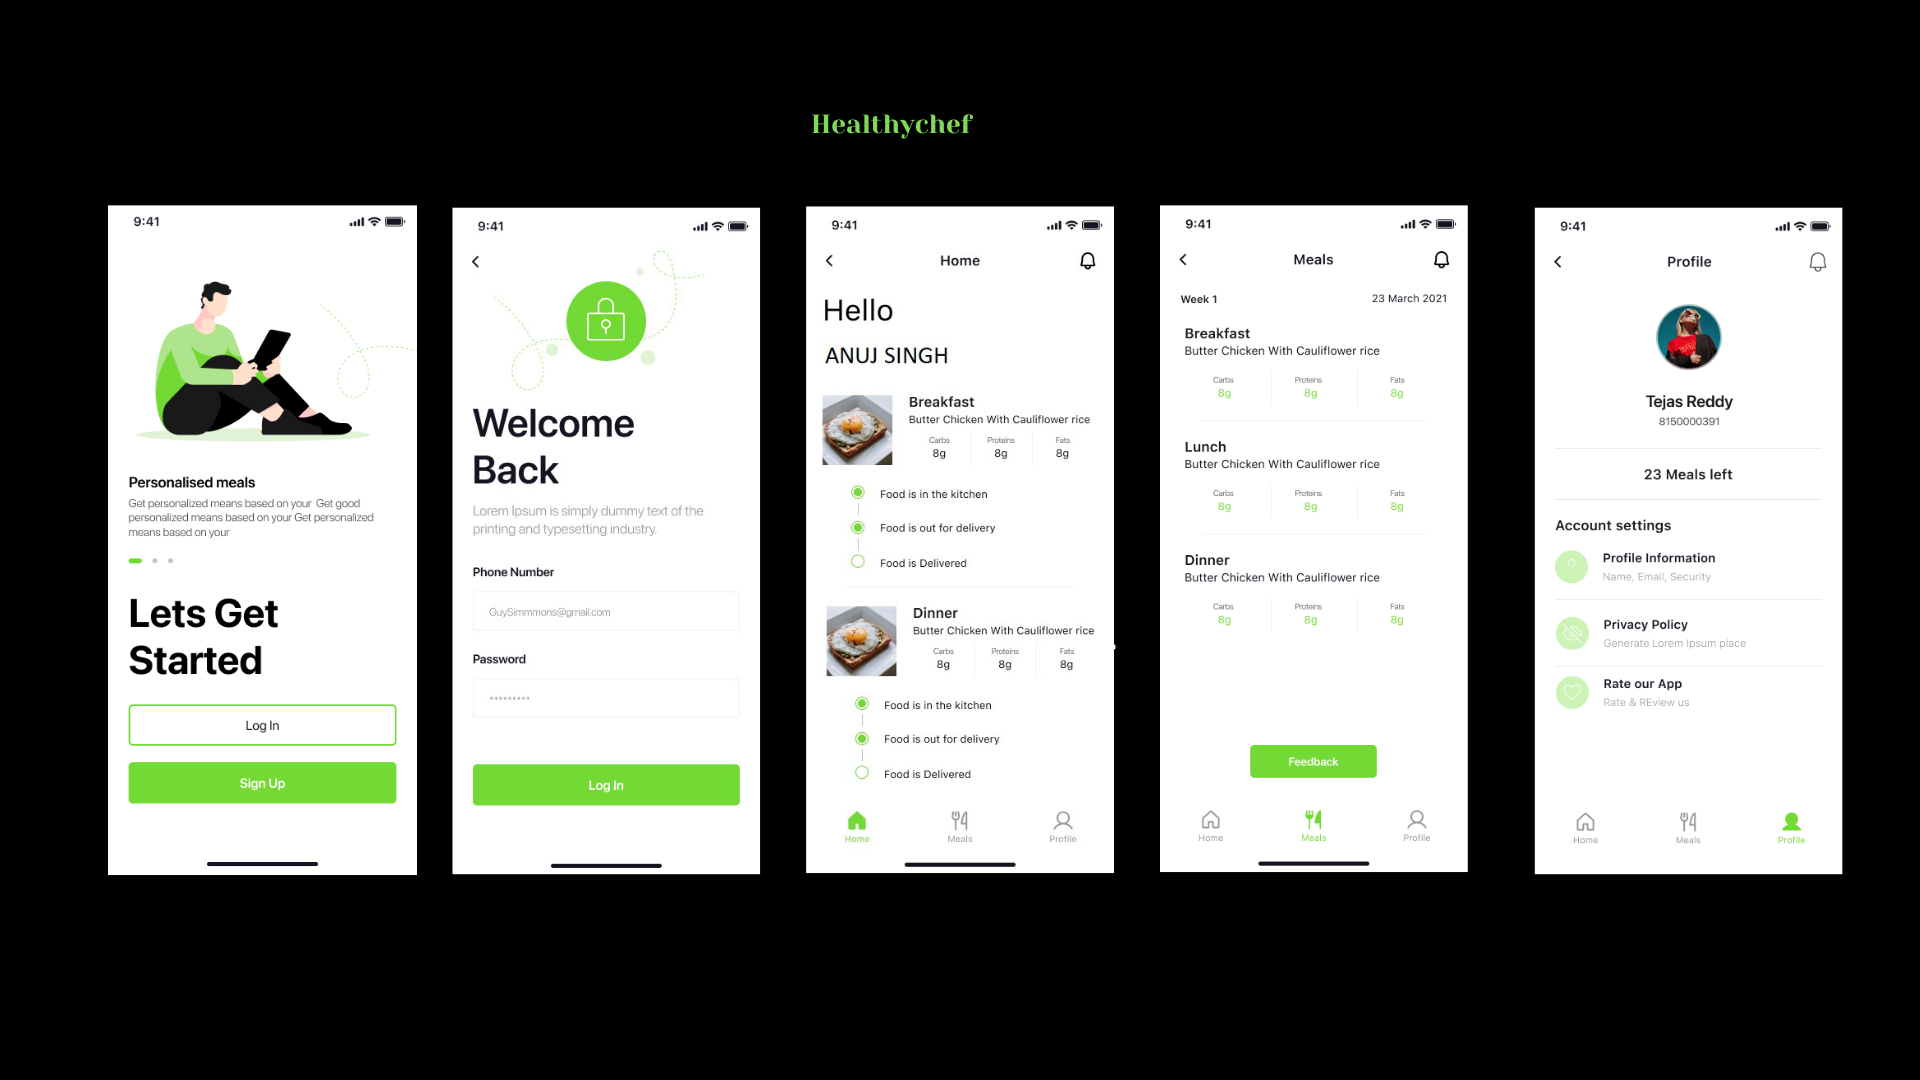 Healthychef
9:41
Personalised meals
Get personalized means based on your  Get good
personalized means based on your Get personalized
means based on your
Lets Get
Started
Log In
Sign Up
9:41
Welcome
Back
Lorem Ipsum is simply dummy text of the
printing and typesetting industry.
Phone Number
GuySimmmons@gmail.com
Password
*********
Log In
9:41
Home
Hello
ANUJ SINGH
Breakfast
Butter Chicken With Cauliflower rice
Carbs Proteins Fats
8g 8g 8g
Food is in the kitchen
Food is out for delivery
Food is Delivered
Dinner
Butter Chicken With Cauliflower rice
Carbs Proteins Fats
8g 8g 8g
Food is in the kitchen
Food is out for delivery
Food is Delivered
Home Meals Profile
9:41
Meals
Week 1 23 March 2021
Breakfast
Butter Chicken With Cauliflower rice
Carbs Proteins Fats
8g 8g 8g
Lunch
Butter Chicken With Cauliflower rice
Carbs Proteins Fats
8g 8g 8g
Dinner
Butter Chicken With Cauliflower rice
Carbs Proteins Fats
8g 8g 8g
Feedback
Home Meals Profile
9:41
Profile
Tejas Reddy
8150000391
23 Meals left
Account settings
Profile Information
Name, Email, Security
Privacy Policy
Generate Lorem Ipsum place
Rate our App
Rate & REview us
Home Meals Profile